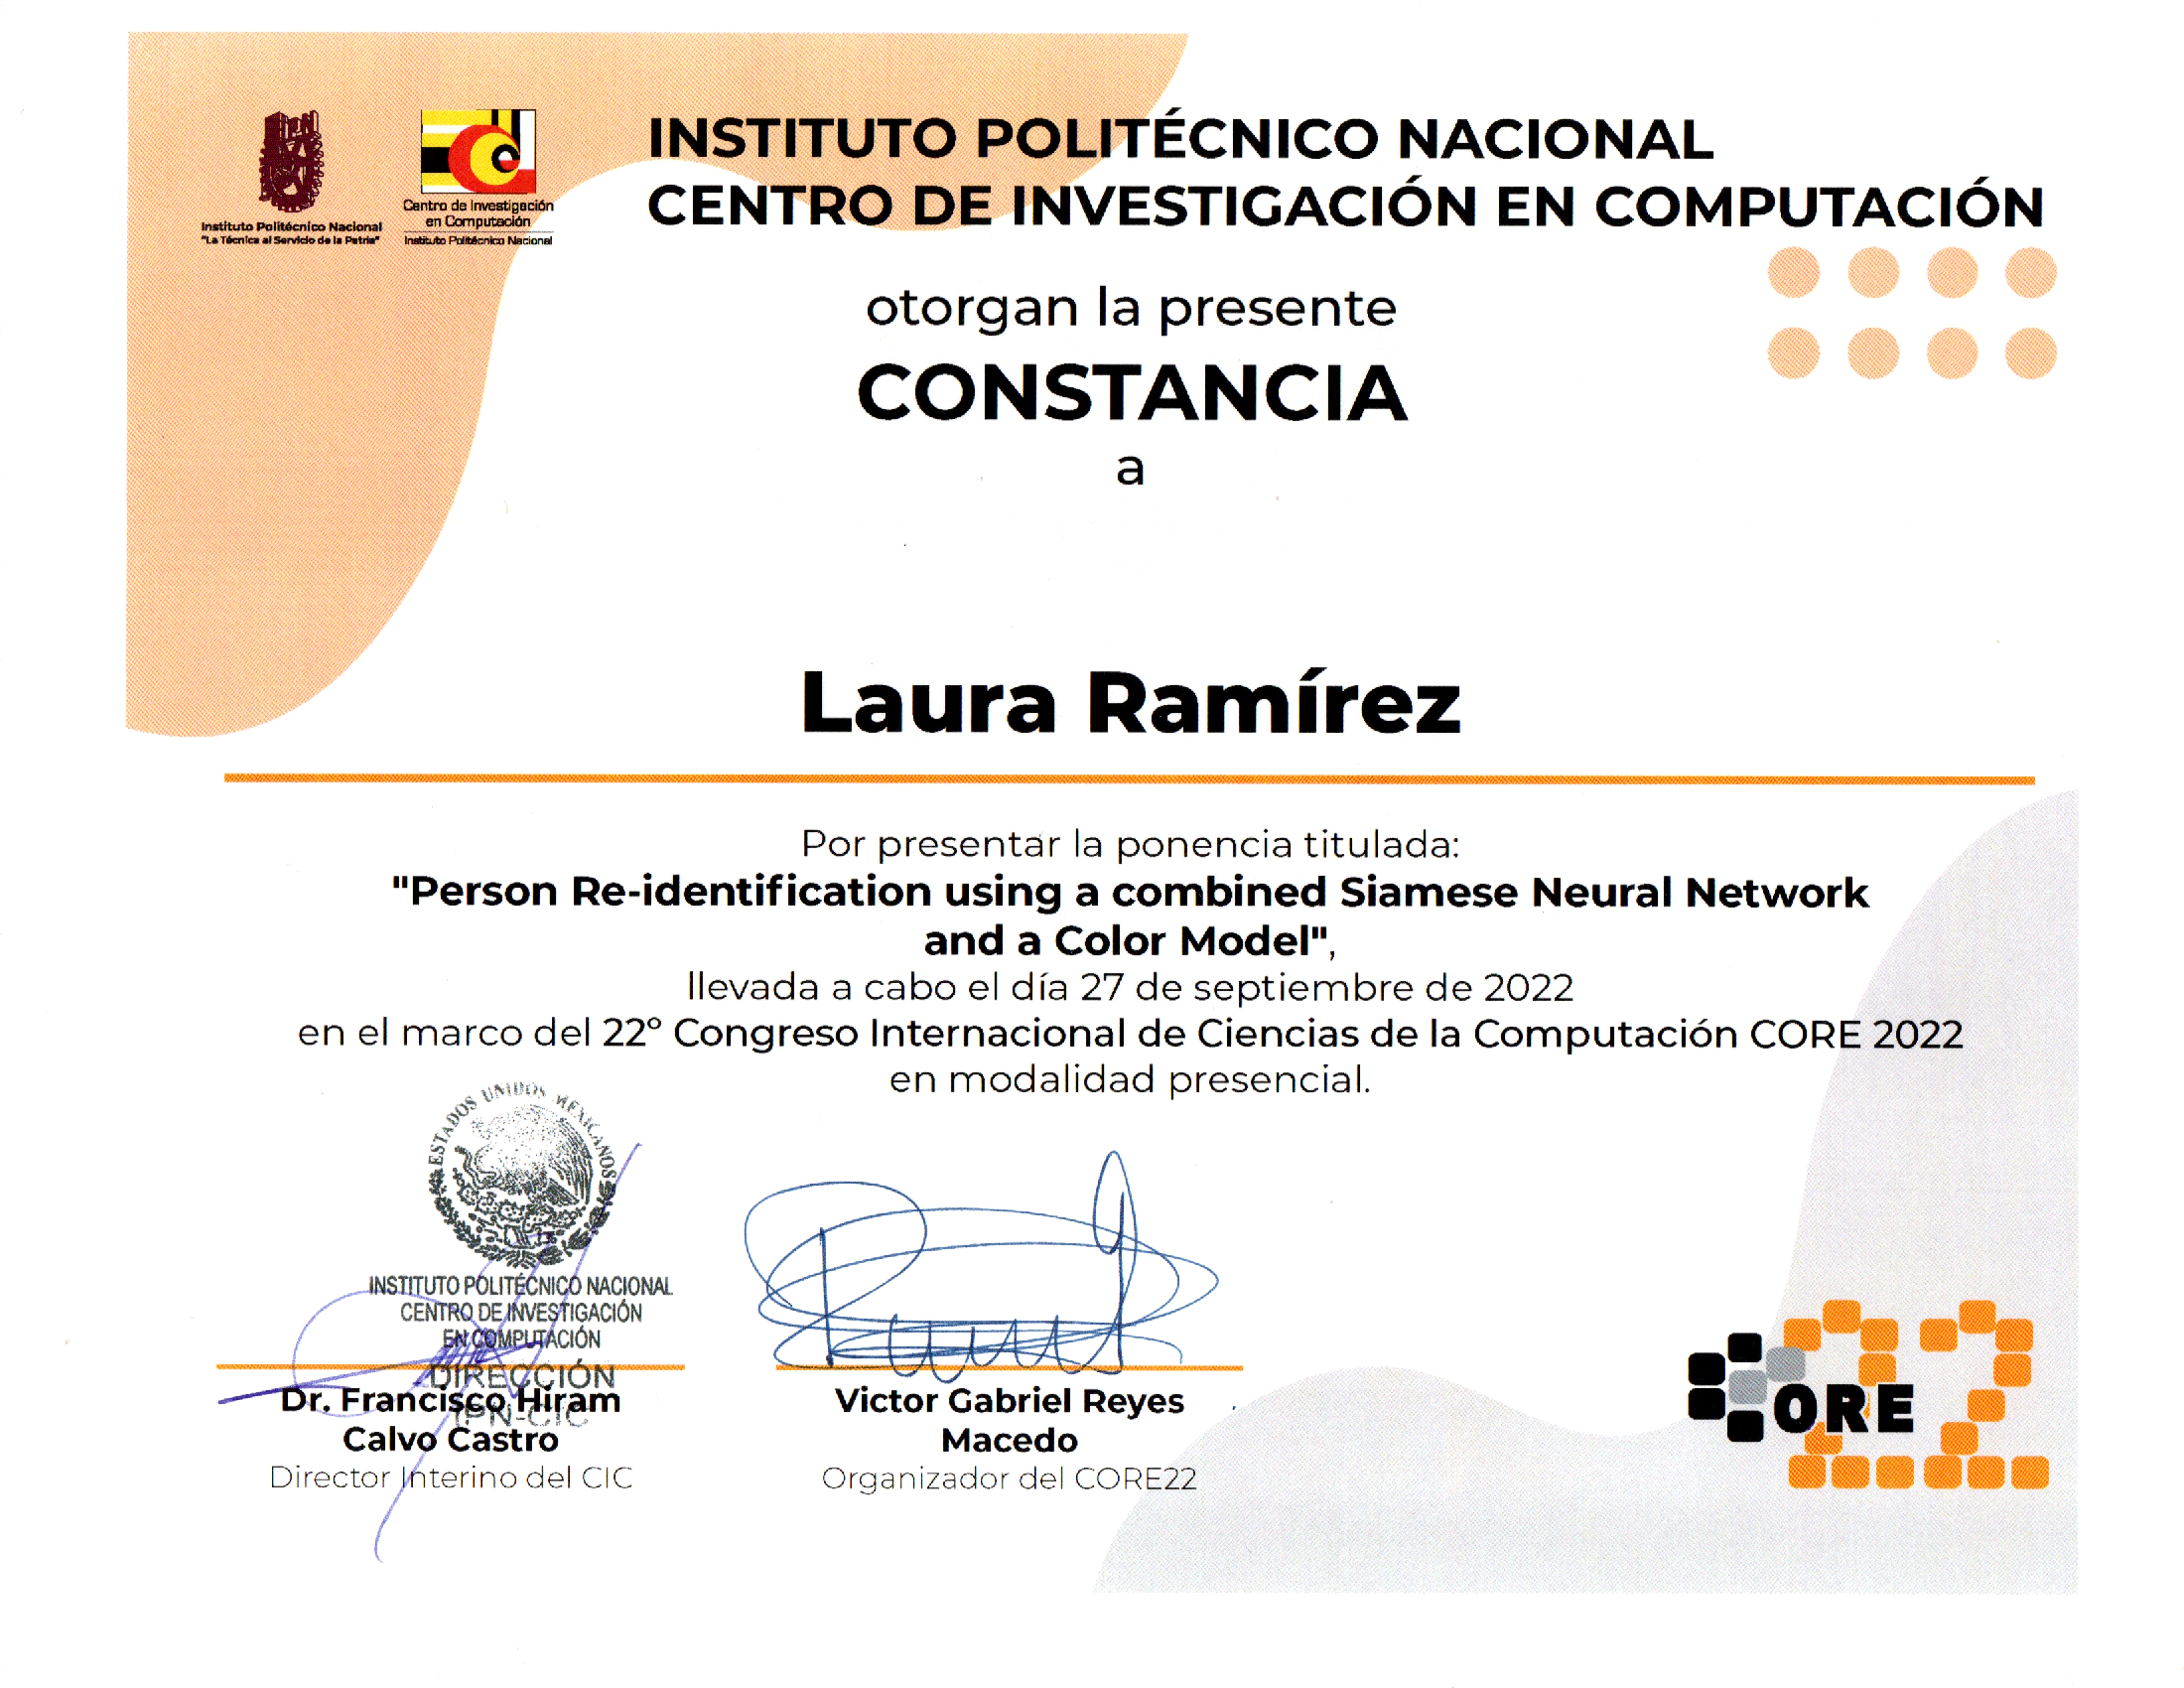 Instituto Politécnico Nacional
"La Técnica al Servicio de la Patria"
Centro de Investigación
en Computación
Instituto Politécnico Nacional
INSTITUTO POLITÉCNICO NACIONAL
CENTRO DE INVESTIGACIÓN EN COMPUTACIÓN
otorgan la presente
CONSTANCIA
a
Laura Ramírez
Por presentar la ponencia titulada:
"Person Re-identification using a combined Siamese Neural Network
and a Color Model",
llevada a cabo el día 27 de septiembre de 2022
en el marco del 22º Congreso Internacional de Ciencias de la Computación CORE 2022
en modalidad presencial.
ESTADOS UNIDOS MEXICANOS
INSTITUTO POLITÉCNICO NACIONAL
CENTRO DE INVESTIGACIÓN
EN COMPUTACIÓN
DIRECCIÓN
IPN-CIC
Dr. Francisco Hiram
Calvo Castro
Director Interino del CIC
Victor Gabriel Reyes
Macedo
Organizador del CORE22
CORE 22